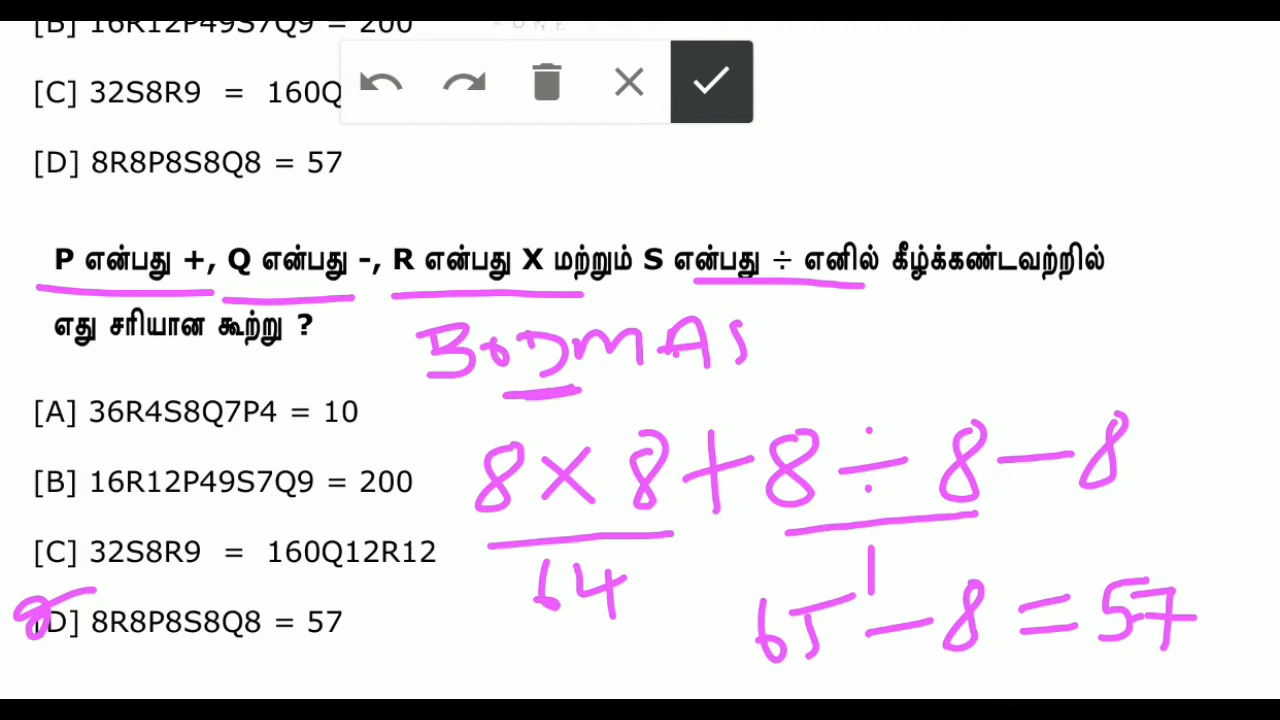 [B] 16R12P49S7Q9 = 200
[C] 32S8R9 = 160Q
[D] 8R8P8S8Q8 = 57
P என்பது +, Q என்பது -, R என்பது X மற்றும் S என்பது ÷ எனில் கீழ்க்கண்டவற்றில்
எது சரியான கூற்று ?
BODMAS
[A] 36R4S8Q7P4 = 10
8 × 8 + 8 ÷ 8 - 8
[B] 16R12P49S7Q9 = 200
[C] 32S8R9 = 160Q12R12
64
1
[D] 8R8P8S8Q8 = 57
65 - 8 = 57